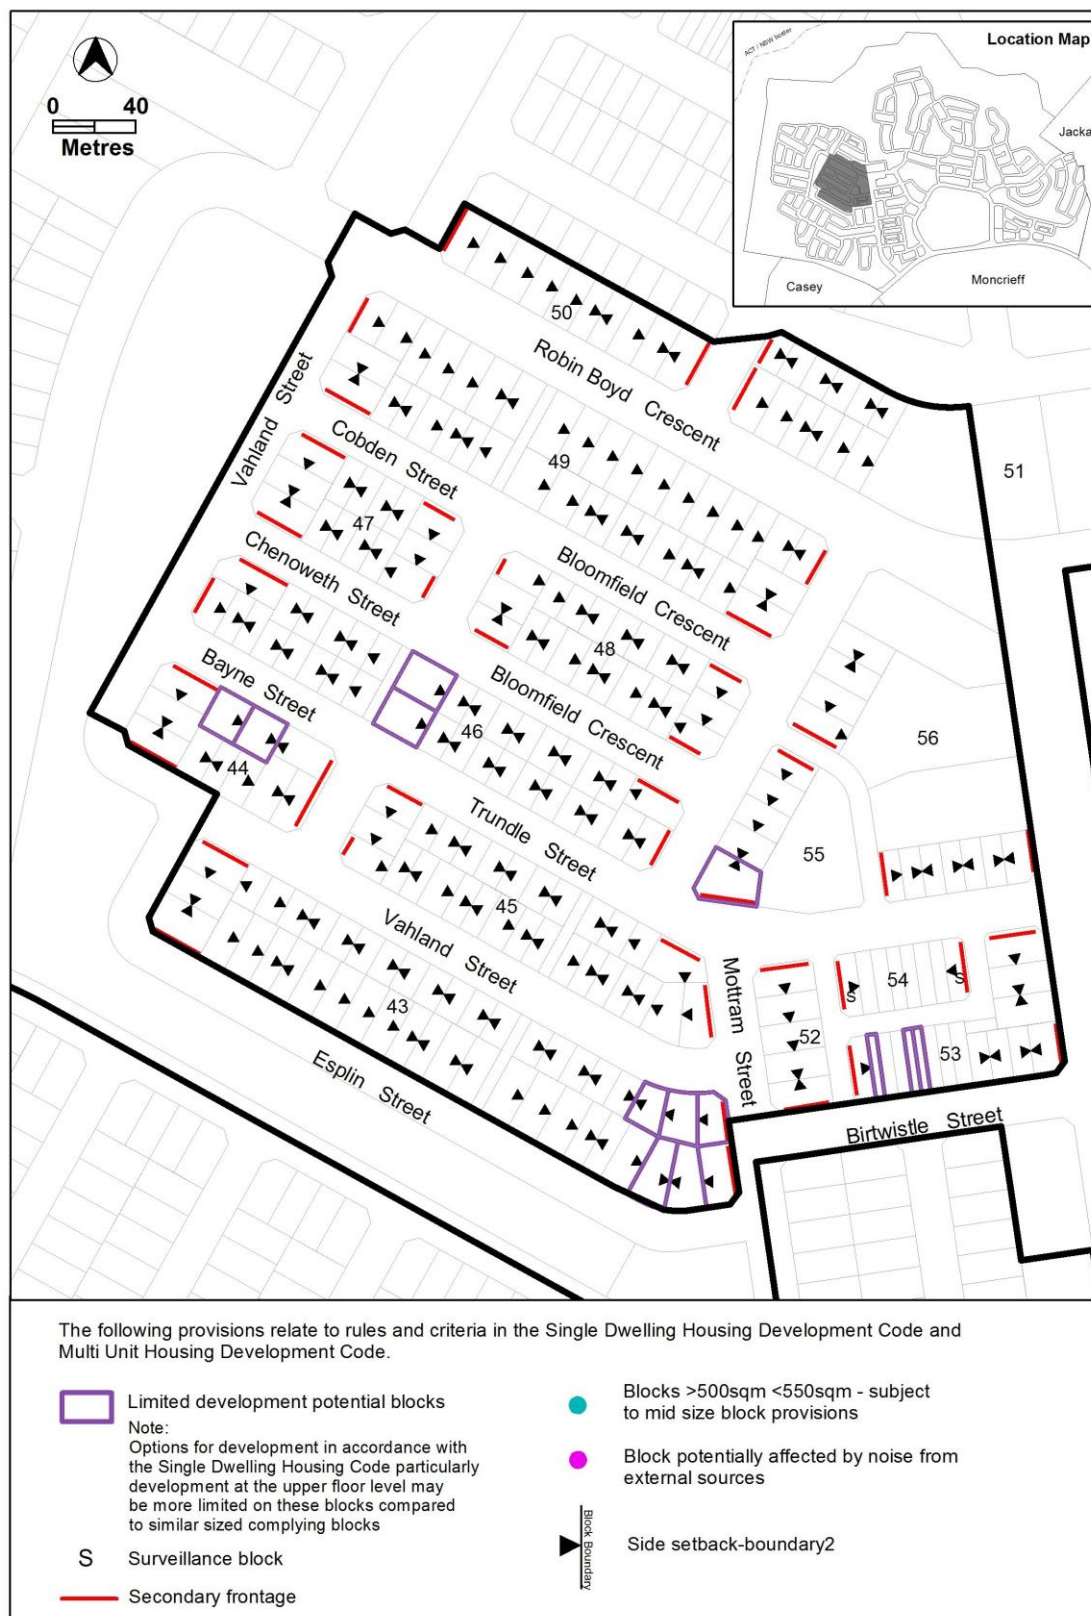 Location Map
ACT / NSW border
Jacka
Casey
Moncrieff
0 40
Metres
50
Robin Boyd Crescent
Vahland Street
Cobden Street
49
51
47
Chenoweth Street
Bloomfield Crescent
48
Bayne Street
Bloomfield Crescent
46
56
44
Trundle Street
55
45
Vahland Street
Mottram Street
54
S
S
43
52
53
Esplin Street
Birtwistle Street
The following provisions relate to rules and criteria in the Single Dwelling Housing Development Code and
Multi Unit Housing Development Code.
Limited development potential blocks
Note:
Options for development in accordance with
the Single Dwelling Housing Code particularly
development at the upper floor level may
be more limited on these blocks compared
to similar sized complying blocks
S Surveillance block
Secondary frontage
Blocks >500sqm <550sqm - subject
to mid size block provisions
Block potentially affected by noise from
external sources
Block Boundary
Side setback-boundary2